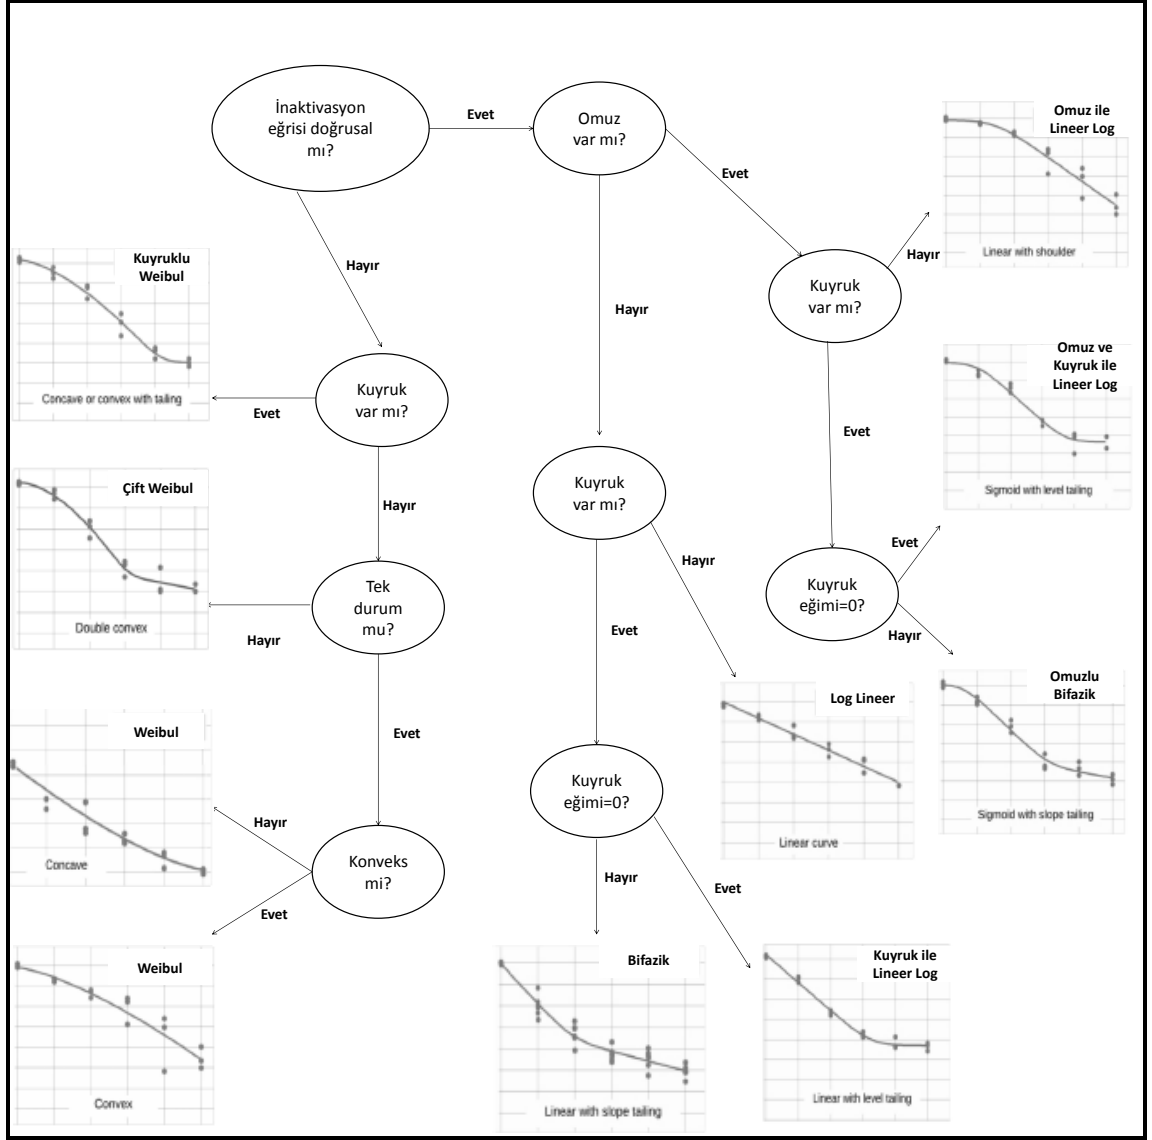 İnaktivasyon
eğrisi doğrusal
mı?
Evet
Omuz
var mı?
Evet
Omuz ile
Lineer Log
Linear with shoulder
Hayır
Kuyruk
var mı?
Hayır
Kuyruklu
Weibul
Concave or convex with tailing
Evet
Kuyruk
var mı?
Hayır
Omuz ve
Kuyruk ile
Lineer Log
Sigmoid with level tailing
Evet
Hayır
Çift Weibul
Double convex
Hayır
Tek
durum
mu?
Kuyruk
var mı?
Hayır
Evet
Kuyruk
eğimi=0?
Evet
Hayır
Omuzlu
Bifazik
Sigmoid with slope tailing
Log Lineer
Linear curve
Evet
Weibul
Concave
Hayır
Konveks
mi?
Evet
Kuyruk
eğimi=0?
Hayır
Evet
Weibul
Convex
Bifazik
Linear with slope tailing
Kuyruk ile
Lineer Log
Linear with level tailing